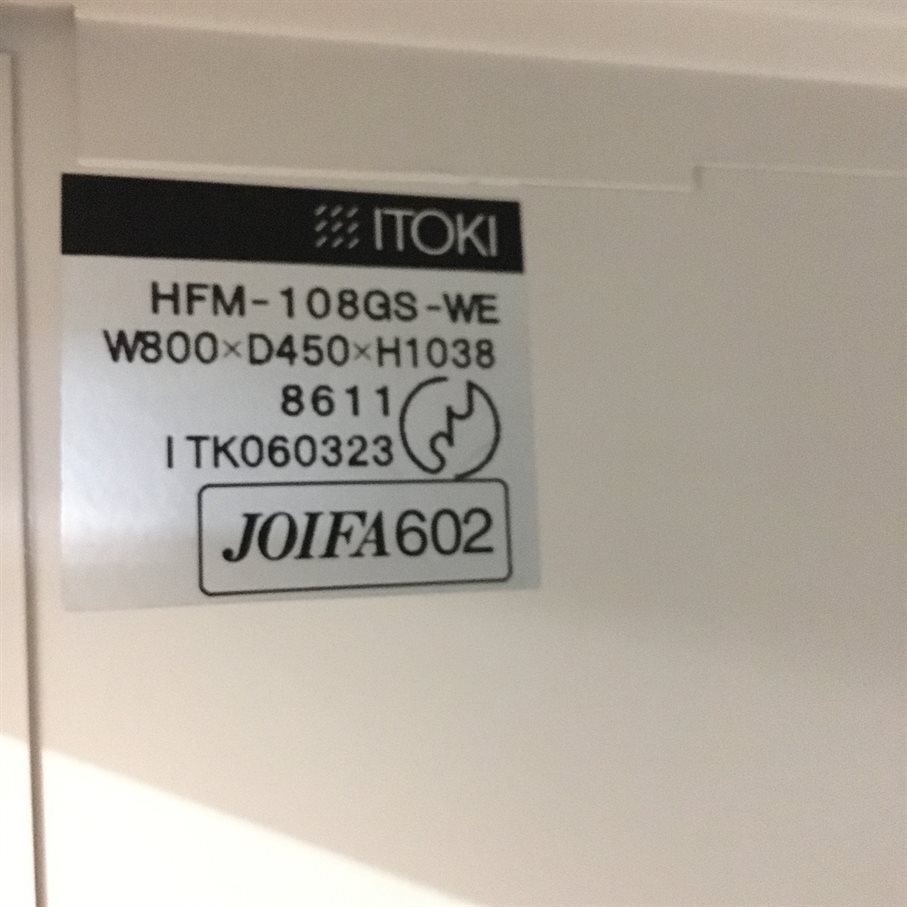 ITOKI
HFM-108GS-WE
W800×D450×H1038
8611
ITK060323
JOIFA602